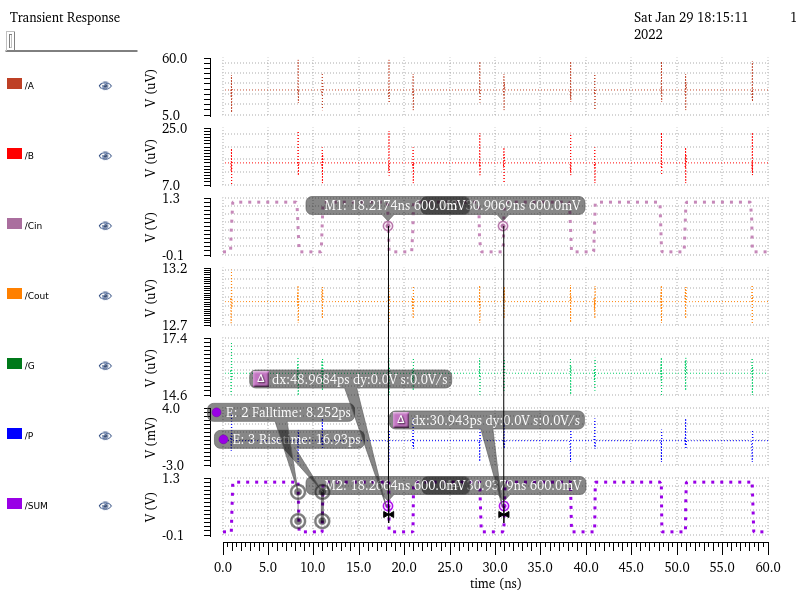 Transient Response
Sat Jan 29 18:15:11
2022
1
/A
V (uV)
60.0
5.0
/B
V (uV)
25.0
7.0
/Cin
V (V)
1.3
-0.1
M1: 18.2174ns 600.0mV
30.9069ns 600.0mV
/Cout
V (uV)
13.2
12.7
/G
V (uV)
17.4
14.6
dx:48.9684ps dy:0.0V s:0.0V/s
/P
V (mV)
4.0
-3.0
E: 2 Falltime: 8.252ps
dx:30.943ps dy:0.0V s:0.0V/s
E: 3 Risetime: 16.93ps
/SUM
V (V)
1.3
-0.1
M2: 600.0mV
30.9379ns 600.0mV
0.0 5.0 10.0 15.0 20.0 25.0 30.0 35.0 40.0 45.0 50.0 55.0 60.0
time (ns)